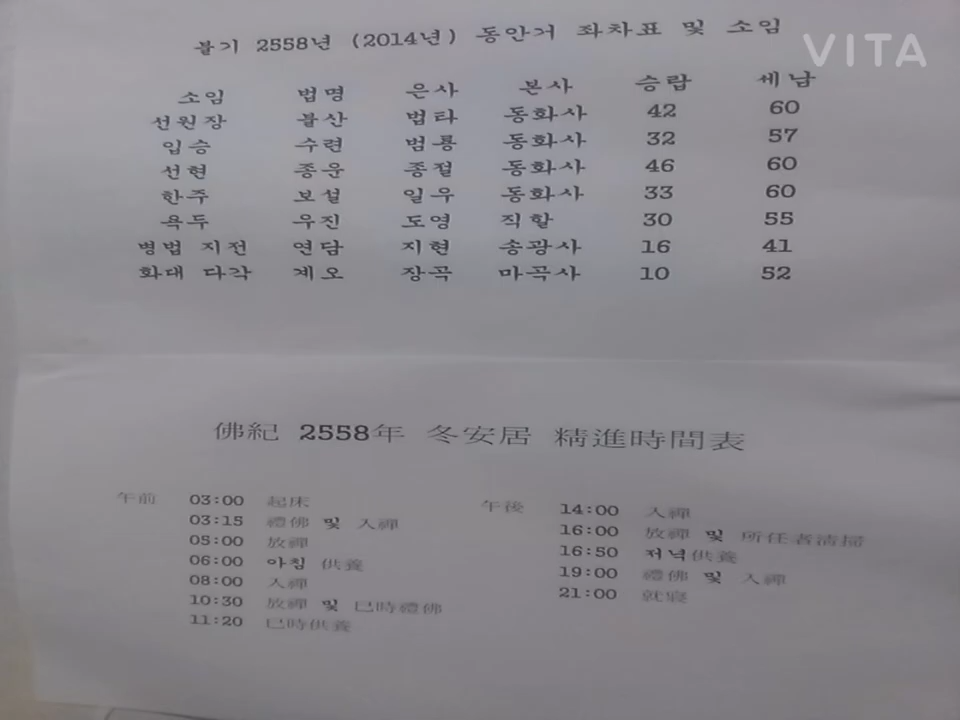 불기 2558년 (2014년) 동안거 좌차표 및 소임
VITA
소임 법명 은사 본사 승랍 세납
선원장 불산 법타 동화사 42 60
입승 수련 범룡 동화사 32 57
선현 종운 종절 동화사 46 60
한주 보설 일우 동화사 33 60
욕두 우진 도영 직할 30 55
병법 지전 연담 지현 송광사 16 41
화대 다각 계오 장곡 마곡사 10 52
佛紀 2558年 冬安居 精進時間表
午前 03:00 起床
03:15 禮佛 및 入禪
05:00 放禪
06:00 아침 供養
08:00 入禪
10:30 放禪 및 巳時禮佛
11:20 巳時供養
午後 14:00 入禪
16:00 放禪 및 所任者淸掃
16:50 저녁供養
19:00 禮佛 및 入禪
21:00 就寢